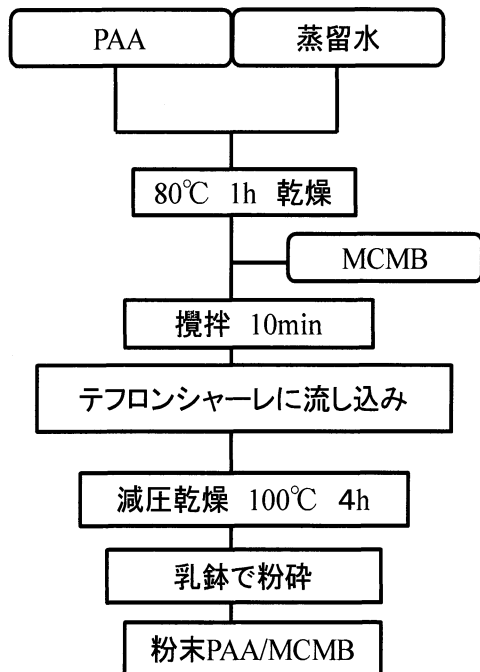 PAA
蒸留水
80℃ 1h 乾燥
MCMB
攪拌 10min
テフロンシャーレに流し込み
減圧乾燥 100℃ 4h
乳鉢で粉砕
粉末PAA/MCMB